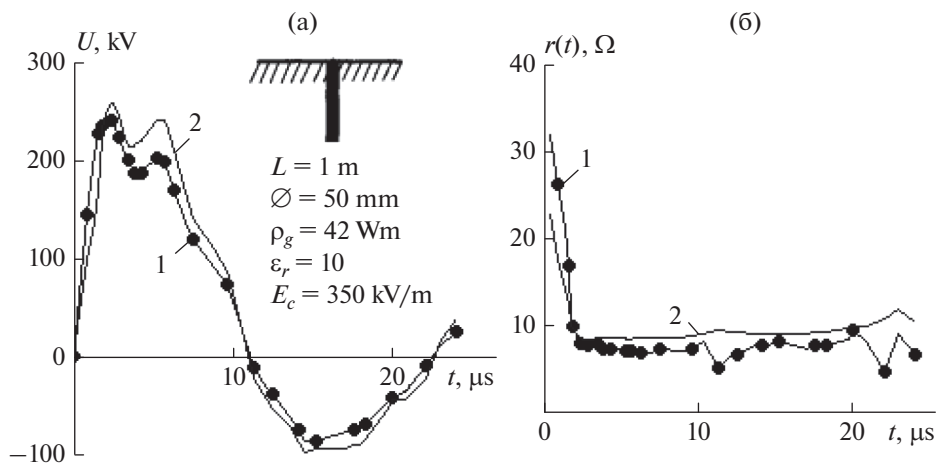 (а)
U, kV
300
200
100
0
−100
10
20
t, μs
2
1
L = 1 m
∅ = 50 mm
ρg = 42 Wm
εr = 10
Ec = 350 kV/m
(б)
r(t), Ω
40
30
20
10
0
10
20
t, μs
1
2